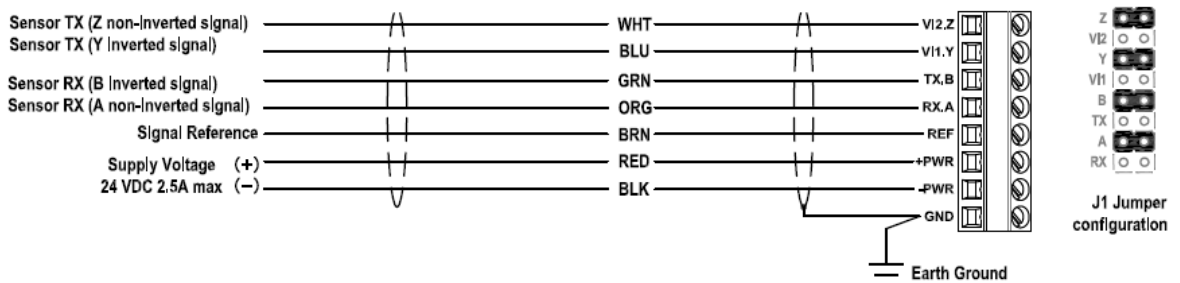 Sensor TX (Z non-inverted signal) WHT VI2.Z
Sensor TX (Y Inverted signal) BLU VI1.Y
Sensor RX (B Inverted signal) GRN TX,B
Sensor RX (A non-inverted signal) ORG RX.A
Signal Reference BRN REF
Supply Voltage (+) RED +PWR
24 VDC 2.5A max (−) BLK -PWR
GND
Earth Ground
Z
VI2
Y
VI1
B
TX
A
RX
J1 Jumper
configuration